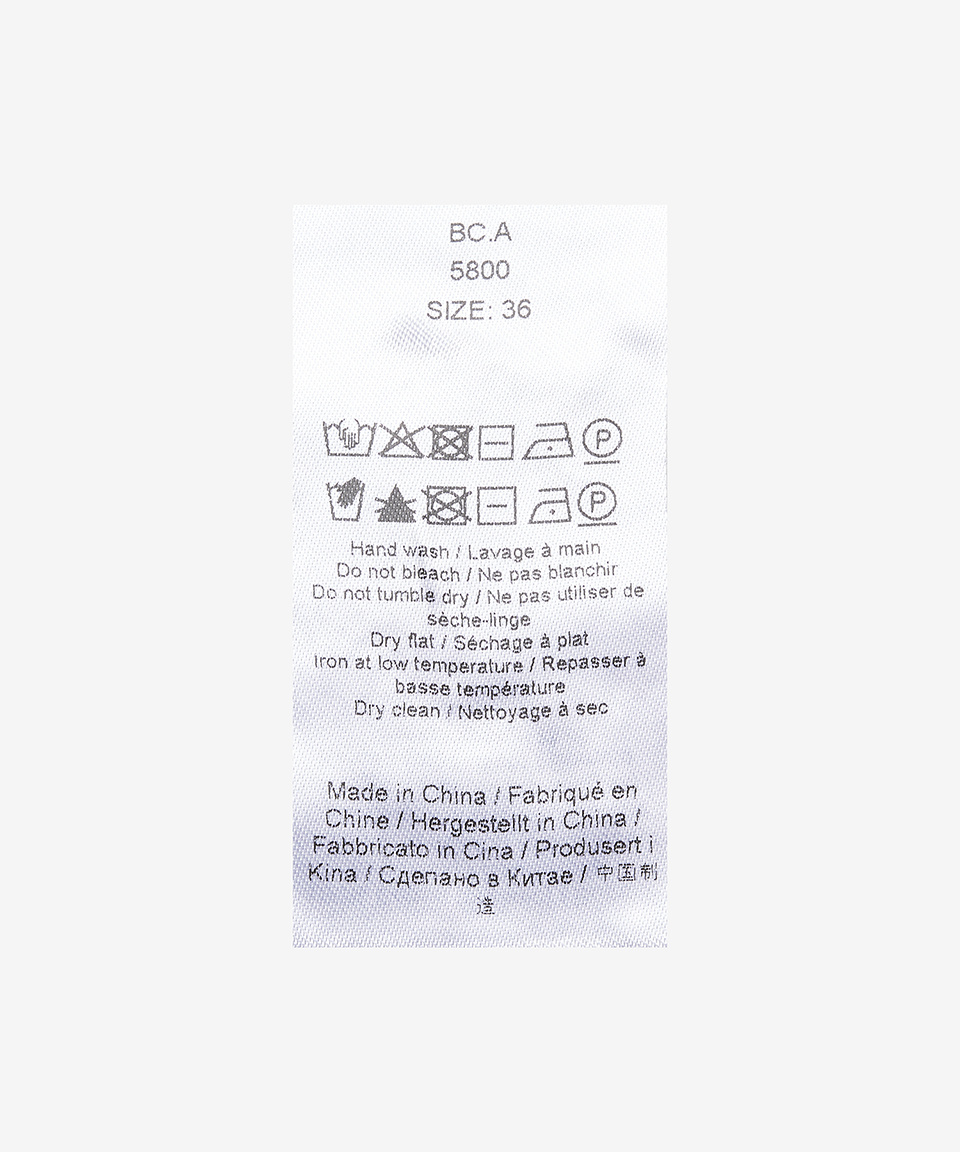 BC.A
5800
SIZE: 36
P
P
Hand wash / Lavage à main
Do not bleach / Ne pas blanchir
Do not tumble dry / Ne pas utiliser de
sèche-linge
Dry flat / Séchage à plat
Iron at low temperature / Repasser à
basse température
Dry clean / Nettoyage à sec
Made in China / Fabriqué en
Chine / Hergestellt in China /
Fabbricato in Cina / Produsert i
Kina / Сделано в Китае / 中国制
造